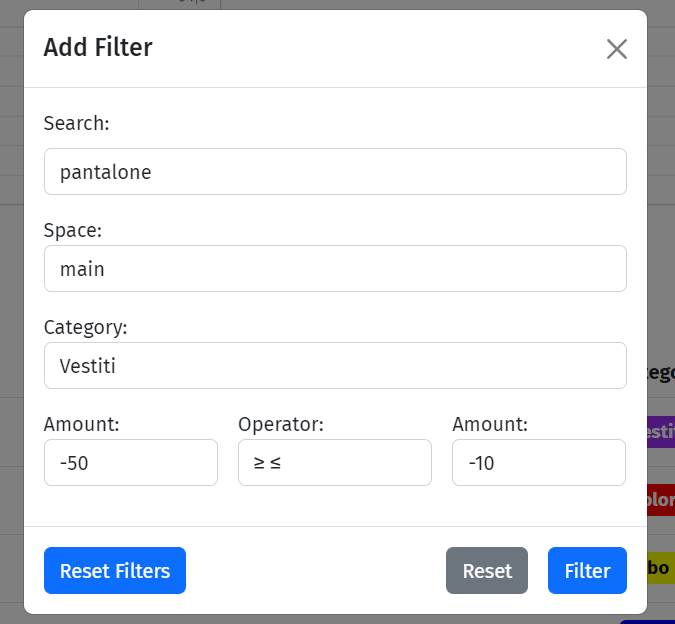 Add Filter
Search:
pantalone
Space:
main
Category:
Vestiti
Amount: Operator: Amount:
-50 ≥ ≤ -10
Reset Filters Reset Filter